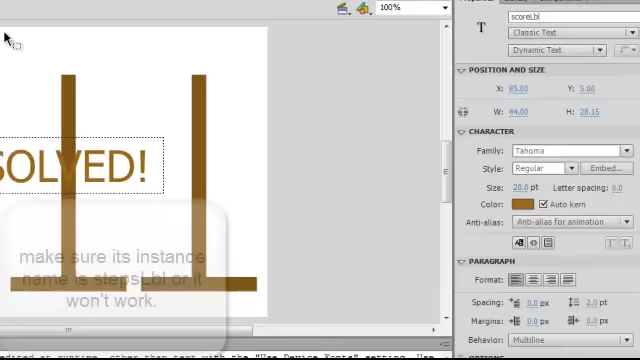 100%
scoreLbl
Classic Text
Dynamic Text
POSITION AND SIZE
X: 85.00 Y: 5.00
W: 44.00 H: 28.15
CHARACTER
Family: Tahoma
Style: Regular Embed...
Size: 20.0 pt Letter spacing: 0.0
Color: Auto kern
Anti-alias: Anti-alias for animation
PARAGRAPH
Format:
Spacing: 0.0 px 2.0 pt
Margins: 0.0 px 0.0 px
Behavior: Multiline
SOLVED!
make sure its instance
name is stepsLbl or it
won't work.